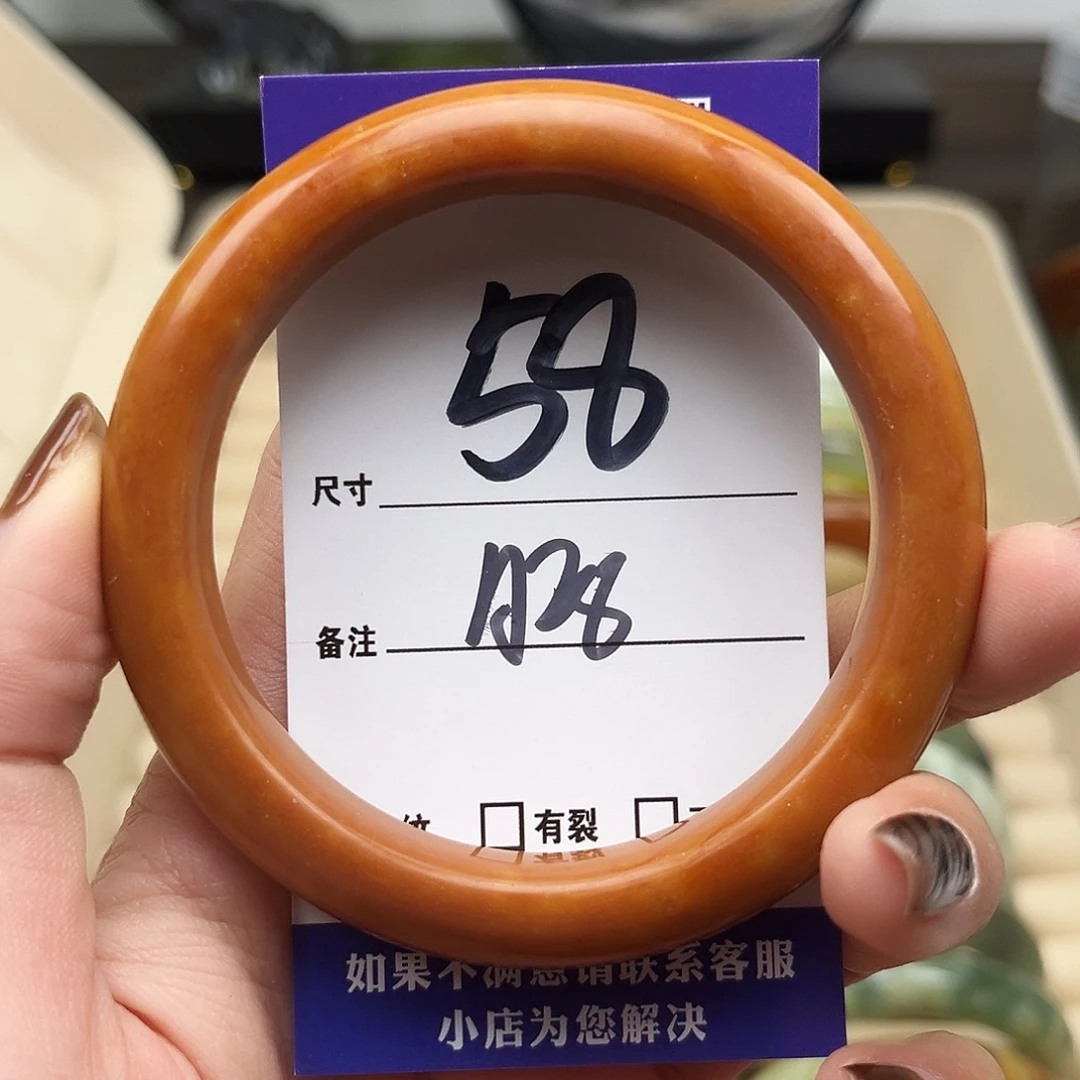 58
尺寸
备注
纹 有裂
如果不满意请联系客服
小店为您解决